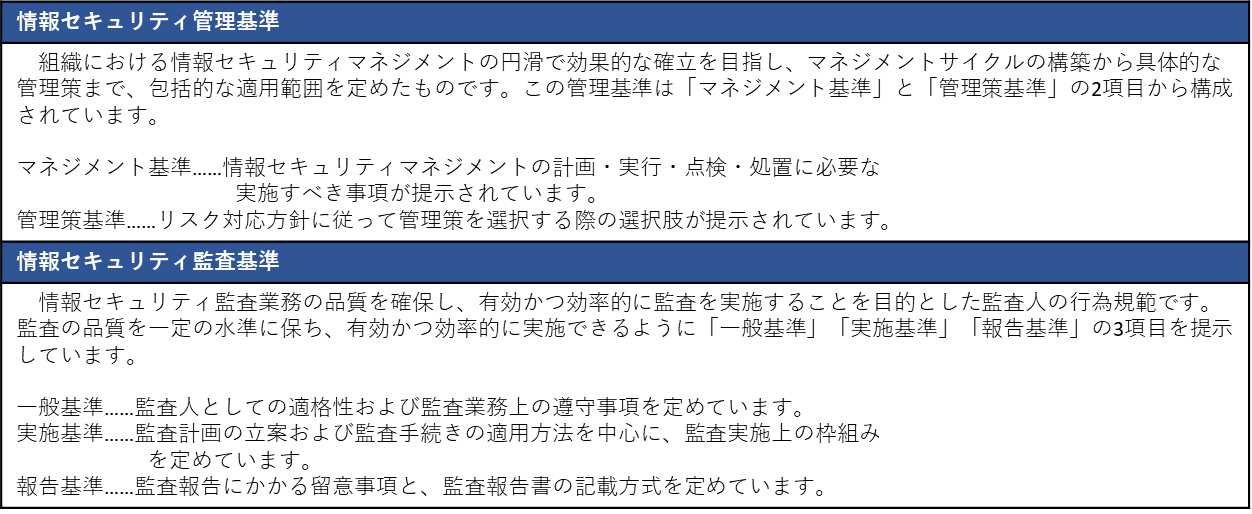 情報セキュリティ管理基準
組織における情報セキュリティマネジメントの円滑で効果的な確立を目指し、マネジメントサイクルの構築から具体的な
管理策まで、包括的な適用範囲を定めたものです。この管理基準は「マネジメント基準」と「管理策基準」の2項目から構成
されています。
マネジメント基準……情報セキュリティマネジメントの計画・実行・点検・処置に必要な
実施すべき事項が提示されています。
管理策基準……リスク対応方針に従って管理策を選択する際の選択肢が提示されています。
情報セキュリティ監査基準
情報セキュリティ監査業務の品質を確保し、有効かつ効率的に監査を実施することを目的とした監査人の行為規範です。
監査の品質を一定の水準に保ち、有効かつ効率的に実施できるように「一般基準」「実施基準」「報告基準」の3項目を提示
しています。
一般基準……監査人としての適格性および監査業務上の遵守事項を定めています。
実施基準……監査計画の立案および監査手続きの適用方法を中心に、監査実施上の枠組み
を定めています。
報告基準……監査報告にかかる留意事項と、監査報告書の記載方式を定めています。